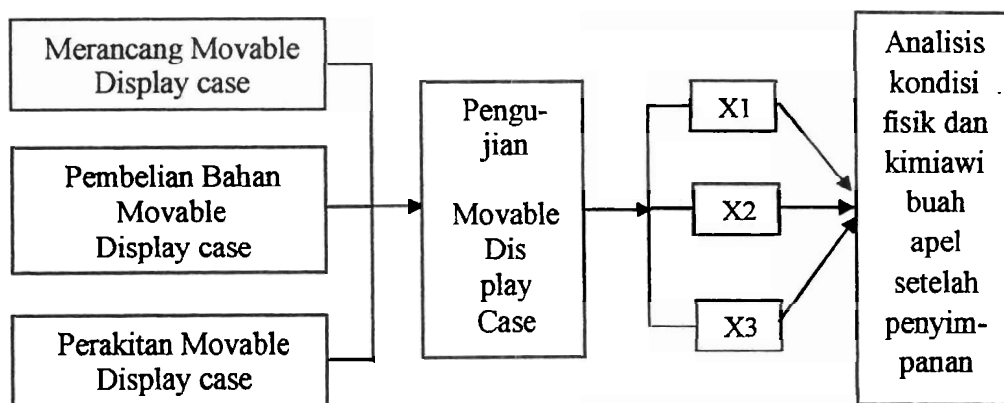 Merancang Movable
Display case
Pembelian Bahan
Movable
Display case
Perakitan Movable
Display case
Pengu-
jian
Movable
Dis
play
Case
X1
X2
X3
Analisis
kondisi
fisik dan
kimiawi
buah
apel
setelah
penyim-
panan